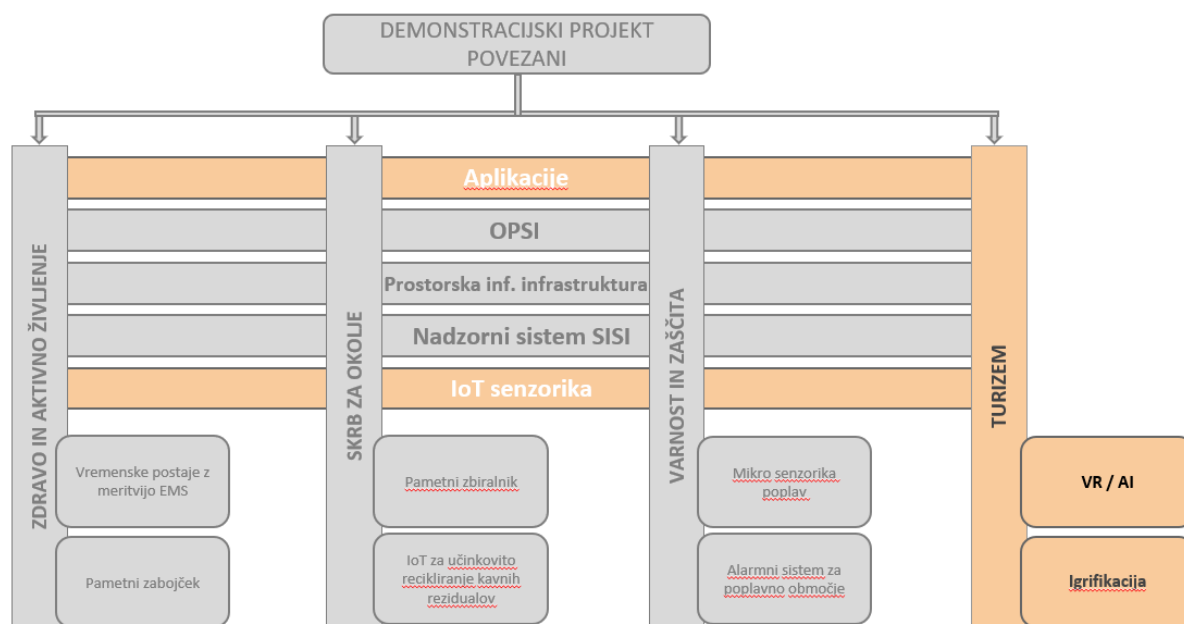 DEMONSTRACIJSKI PROJEKT
POVEZANI
Aplikacije
OPSI
Prostorska inf. infrastruktura
Nadzorni sistem SISI
IoT senzorika
ZDRAVO IN AKTIVNO ŽIVLJENJE
SKRB ZA OKOLJE
VARNOST IN ZAŠČITA
TURIZEM
Vremenske postaje z
meritvijo EMS
Pametni zabojček
Pametni zbiralnik
IoT za učinkovito
recikliranje kavnih
rezidualov
Mikro senzorika
poplav
Alarmni sistem za
poplavno območje
VR / AI
Igrifikacija